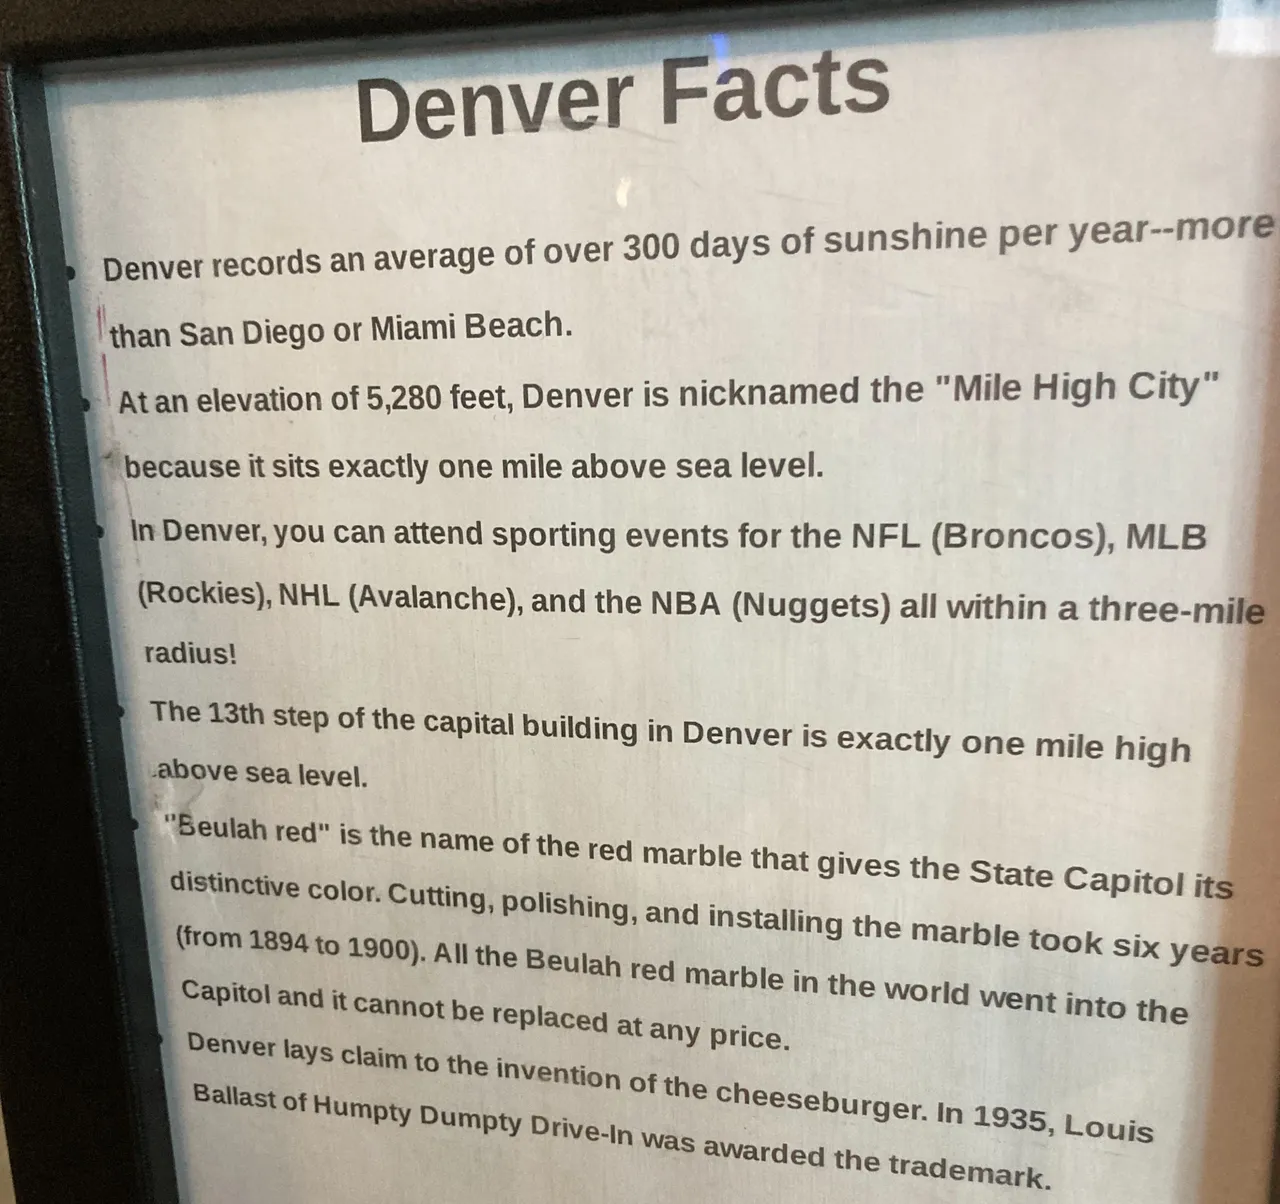 Denver Facts
• Denver records an average of over 300 days of sunshine per year--more
than San Diego or Miami Beach.
• At an elevation of 5,280 feet, Denver is nicknamed the "Mile High City"
because it sits exactly one mile above sea level.
• In Denver, you can attend sporting events for the NFL (Broncos), MLB
(Rockies), NHL (Avalanche), and the NBA (Nuggets) all within a three-mile
radius!
• The 13th step of the capital building in Denver is exactly one mile high
above sea level.
• "Beulah red" is the name of the red marble that gives the State Capitol its
distinctive color. Cutting, polishing, and installing the marble took six years
(from 1894 to 1900). All the Beulah red marble in the world went into the
Capitol and it cannot be replaced at any price.
• Denver lays claim to the invention of the cheeseburger. In 1935, Louis
Ballast of Humpty Dumpty Drive-In was awarded the trademark.